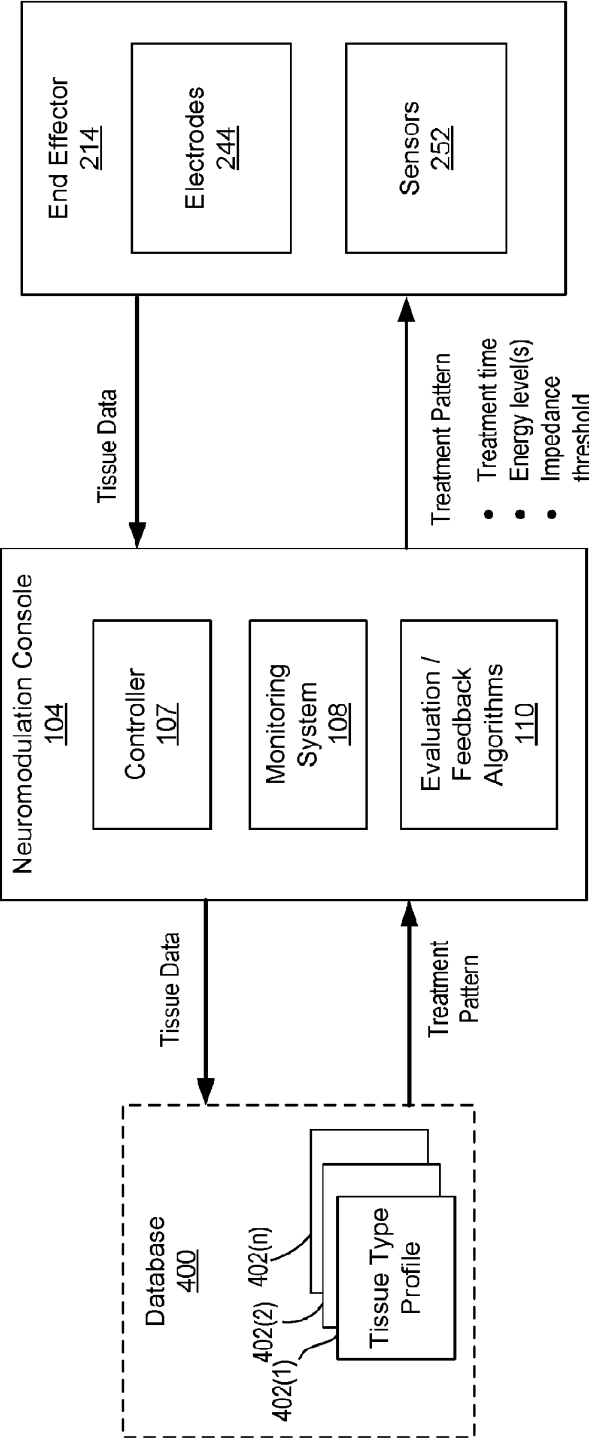 Database
400
402(n)
402(2)
402(1)
Tissue Type
Profile
Tissue Data
Treatment
Pattern
Neuromodulation Console
104
Controller
107
Monitoring
System
108
Evaluation /
Feedback
Algorithms
110
Tissue Data
Treatment Pattern
• Treatment time
• Energy level(s)
• Impedance
threshold
End Effector
214
Electrodes
244
Sensors
252